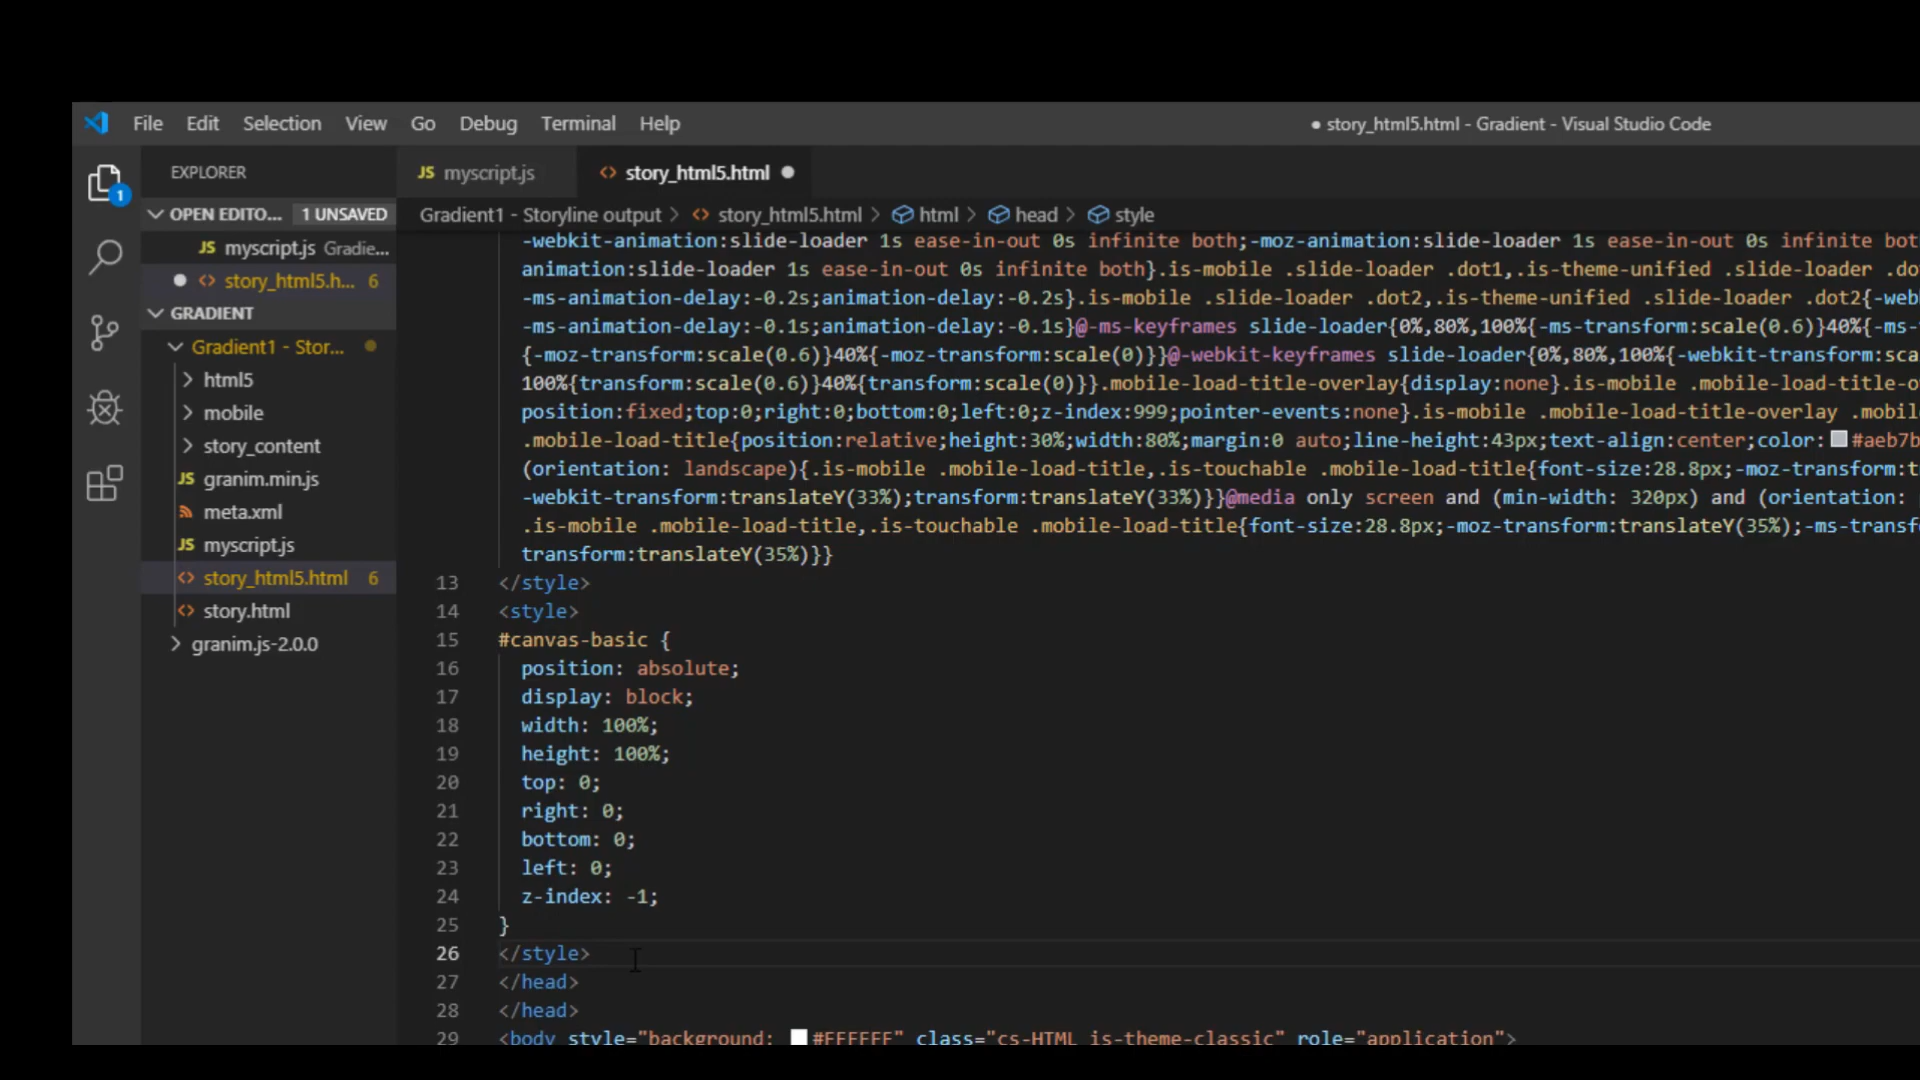 File Edit Selection View Go Debug Terminal Help
● story_html5.html - Gradient - Visual Studio Code
1
EXPLORER
OPEN EDITO... 1 UNSAVED
JS myscript.js Gradie...
story_html5.h... 6
GRADIENT
Gradient1 - Stor...
html5
mobile
story_content
JS granim.min.js
meta.xml
JS myscript.js
story_html5.html 6
story.html
granim.js-2.0.0
JS myscript.js
story_html5.html
Gradient1 - Storyline output > story_html5.html > html > head > style
-webkit-animation:slide-loader 1s ease-in-out 0s infinite both;-moz-animation:slide-loader 1s ease-in-out 0s infinite bot
animation:slide-loader 1s ease-in-out 0s infinite both}.is-mobile .slide-loader .dot1,.is-theme-unified .slide-loader .do
-ms-animation-delay:-0.2s;animation-delay:-0.2s}.is-mobile .slide-loader .dot2,.is-theme-unified .slide-loader .dot2{-web
-ms-animation-delay:-0.1s;animation-delay:-0.1s}@-ms-keyframes slide-loader{0%,80%,100%{-ms-transform:scale(0.6)}40%{-ms-
{-moz-transform:scale(0.6)}40%{-moz-transform:scale(0)}}@-webkit-keyframes slide-loader{0%,80%,100%{-webkit-transform:sca
100%{transform:scale(0.6)}40%{transform:scale(0)}}.mobile-load-title-overlay{display:none}.is-mobile .mobile-load-title-o
position:fixed;top:0;right:0;bottom:0;left:0;z-index:999;pointer-events:none}.is-mobile .mobile-load-title-overlay .mobil
.mobile-load-title{position:relative;height:30%;width:80%;margin:0 auto;line-height:43px;text-align:center;color:#aeb7b
(orientation: landscape){.is-mobile .mobile-load-title,.is-touchable .mobile-load-title{font-size:28.8px;-moz-transform:t
-webkit-transform:translateY(33%);transform:translateY(33%)}}@media only screen and (min-width: 320px) and (orientation:
.is-mobile .mobile-load-title,.is-touchable .mobile-load-title{font-size:28.8px;-moz-transform:translateY(35%);-ms-transf
transform:translateY(35%)}}
13 </style>
14 <style>
15 #canvas-basic {
16 position: absolute;
17 display: block;
18 width: 100%;
19 height: 100%;
20 top: 0;
21 right: 0;
22 bottom: 0;
23 left: 0;
24 z-index: -1;
25 }
26 </style>
27 </head>
28 </head>
29 <body style="background: #FFFFFF" class="cs-HTML is-theme-classic" role="application">